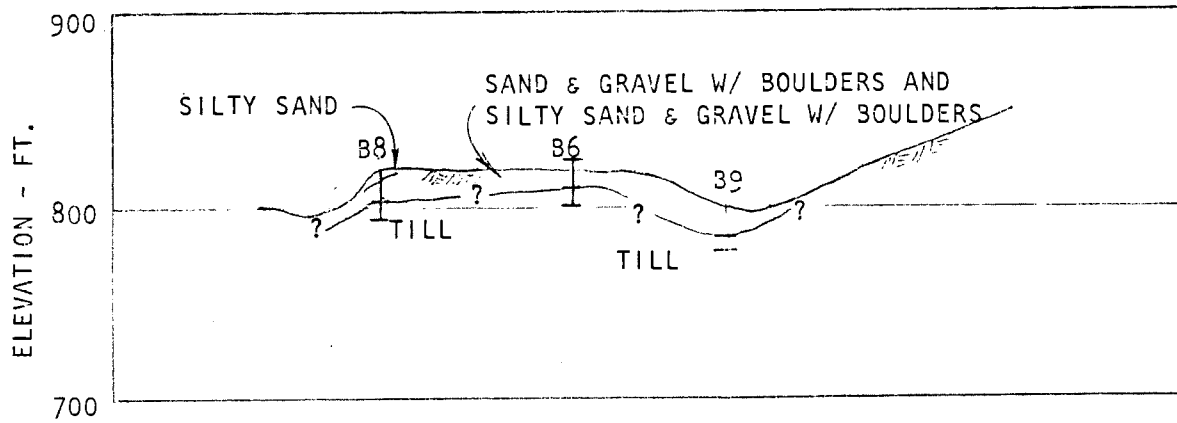 900
SAND & GRAVEL W/ BOULDERS AND
SILTY SAND
SILTY SAND & GRAVEL W/ BOULDERS
B8
B6
B9
ELEVATION - FT.
800
?
?
?
?
TILL
TILL
700